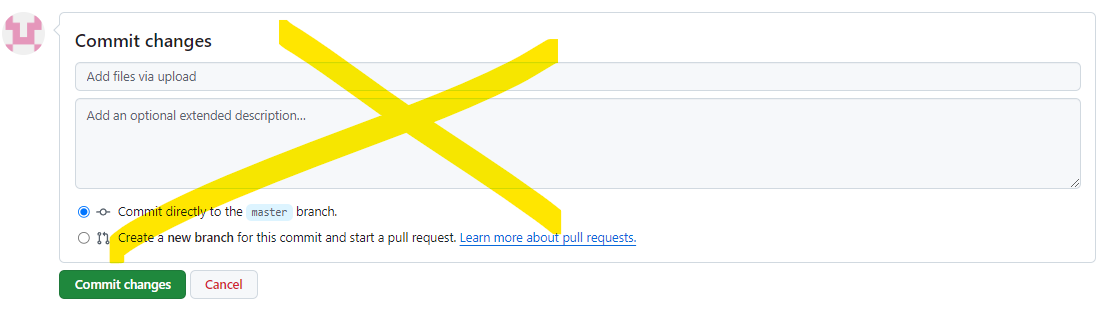 Commit changes
Add files via upload
Add an optional extended description...
Commit directly to the master branch.
Create a new branch for this commit and start a pull request. Learn more about pull requests.
Commit changes
Cancel